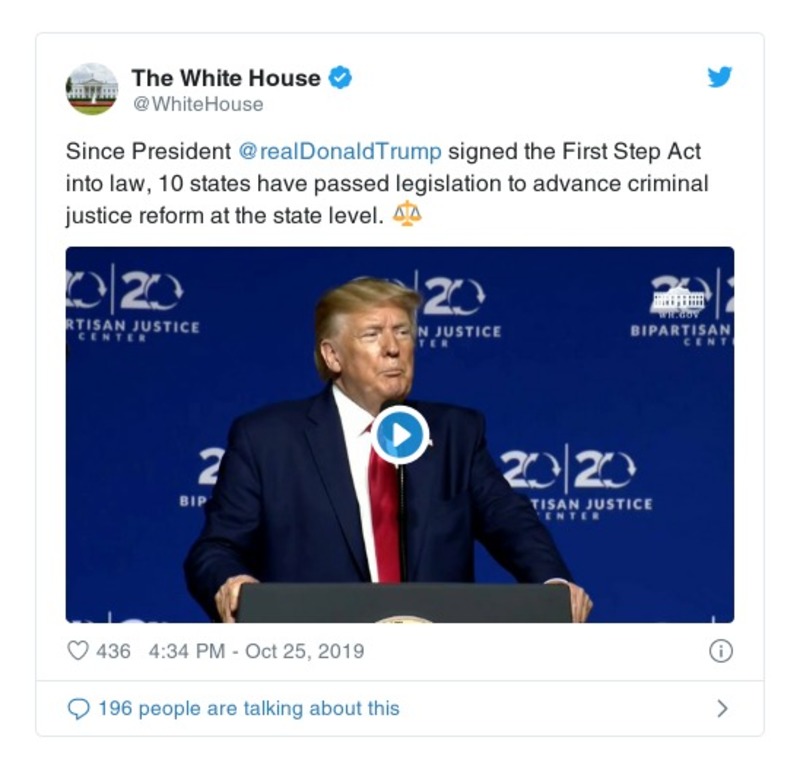 The White House
@WhiteHouse
Since President @realDonaldTrump signed the First Step Act
into law, 10 states have passed legislation to advance criminal
justice reform at the state level.
20|20 20|20 20|2
RTISAN JUSTICE N JUSTICE BIPARTISAN
CENTER TER CENT
WH.GOV
2 20|20
BIP TISAN JUSTICE
ENTER
436 4:34 PM - Oct 25, 2019
196 people are talking about this